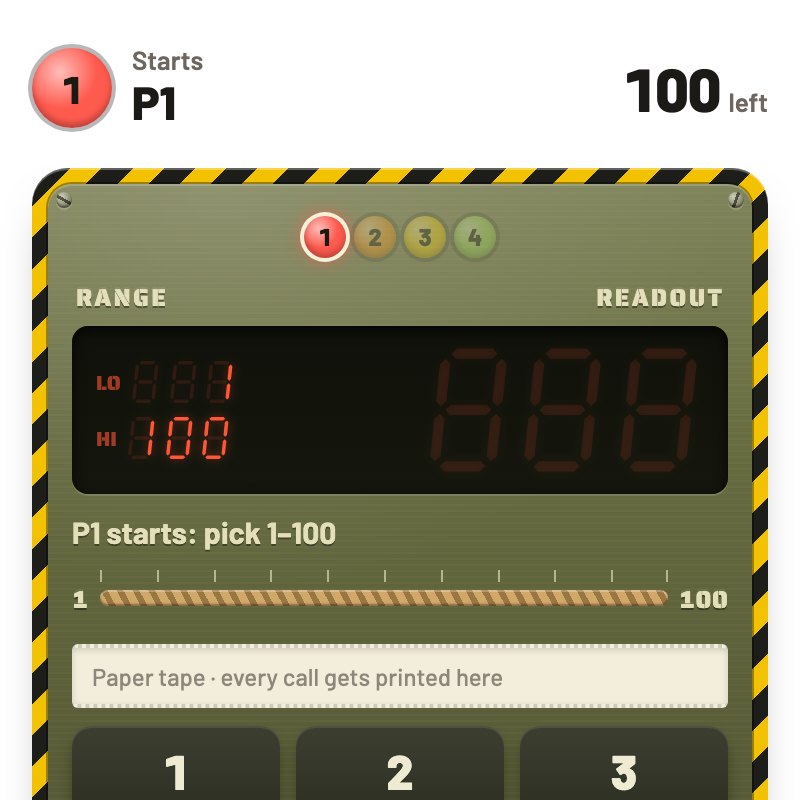 1
Starts
P1
100 left
1 2 3 4
RANGE READOUT
LO 1
HI 100
P1 starts: pick 1–100
1 100
Paper tape · every call gets printed here
1 2 3